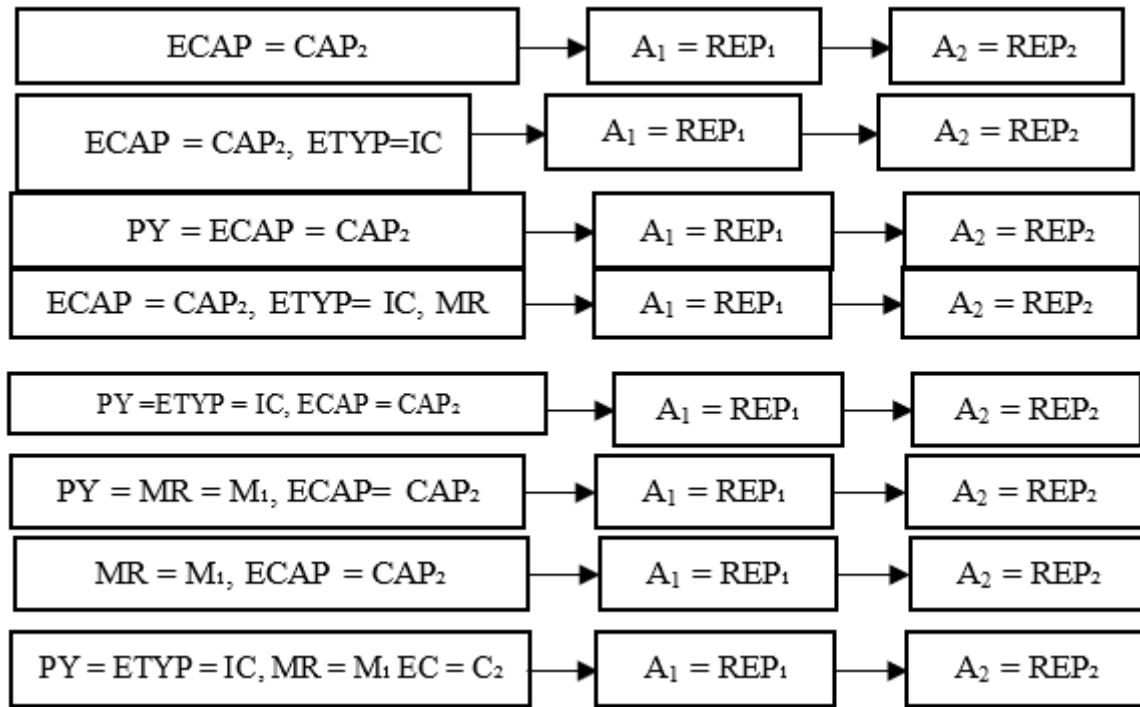 ECAP = CAP₂ A₁ = REP₁ A₂ = REP₂
ECAP = CAP₂, ETYP=IC A₁ = REP₁ A₂ = REP₂
PY = ECAP = CAP₂ A₁ = REP₁ A₂ = REP₂
ECAP = CAP₂, ETYP= IC, MR A₁ = REP₁ A₂ = REP₂
PY =ETYP = IC, ECAP = CAP₂ A₁ = REP₁ A₂ = REP₂
PY = MR = M₁, ECAP= CAP₂ A₁ = REP₁ A₂ = REP₂
MR = M₁, ECAP = CAP₂ A₁ = REP₁ A₂ = REP₂
PY = ETYP = IC, MR = M₁ EC = C₂ A₁ = REP₁ A₂ = REP₂